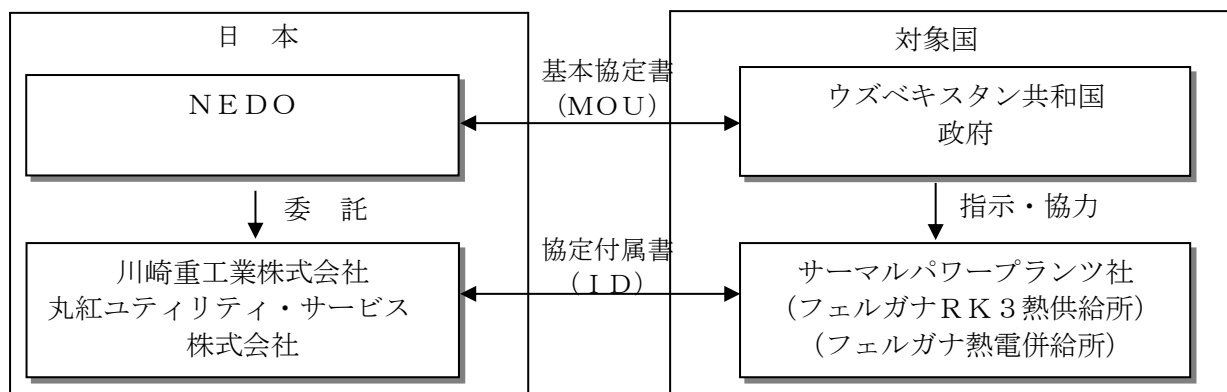 日　本
ＮＥＤＯ
委　託
川崎重工業株式会社
丸紅ユティリティ・サービス
株式会社
基本協定書
（MOU）
協定付属書
（ＩＤ）
対象国
ウズベキスタン共和国
政府
指示・協力
サーマルパワープランツ社
（フェルガナＲＫ３熱供給所）
（フェルガナ熱電併給所）